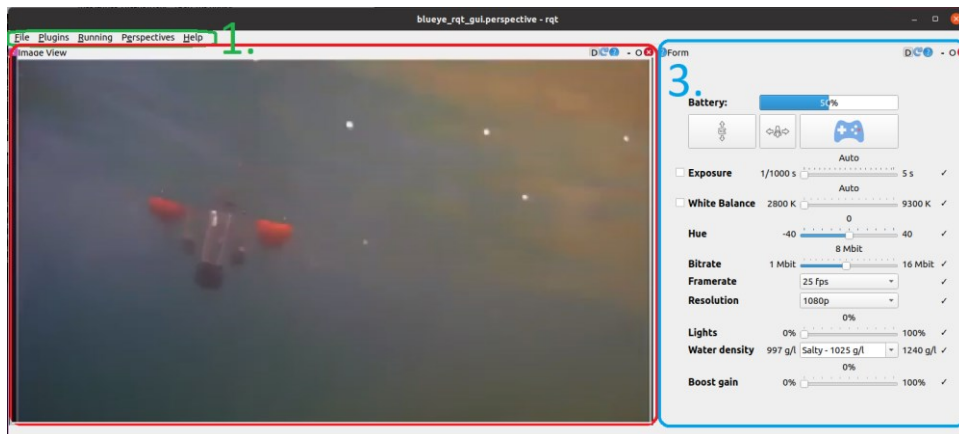 blueye_rqt_gui.perspective - rqt
File Plugins Running Perspectives Help
1.
Image View D - O
Form D - O
3.
Battery: 50%
Auto
Exposure 1/1000 s 5 s ✓
Auto
White Balance 2800 K 9300 K ✓
0
Hue -40 40 ✓
8 Mbit
Bitrate 1 Mbit 16 Mbit ✓
Framerate 25 fps ✓
Resolution 1080p ✓
0%
Lights 0% 100% ✓
Water density 997 g/l Salty - 1025 g/l 1240 g/l ✓
0%
Boost gain 0% 100% ✓